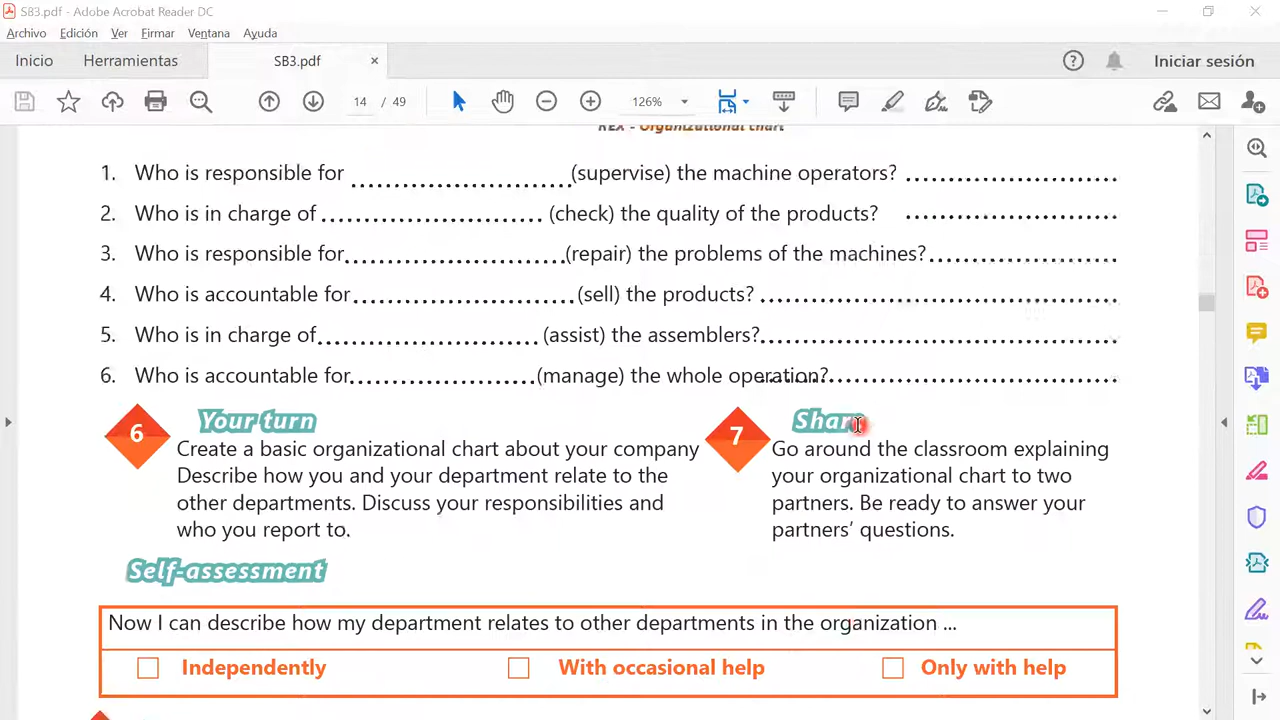 SB3.pdf - Adobe Acrobat Reader DC
Archivo Edición Ver Firmar Ventana Ayuda
Inicio Herramientas SB3.pdf × Iniciar sesión
14 / 49 126%
REX - Organizational chart
1. Who is responsible for ........................ (supervise) the machine operators? ........................
2. Who is in charge of ........................ (check) the quality of the products? ........................
3. Who is responsible for........................ (repair) the problems of the machines? ........................
4. Who is accountable for........................ (sell) the products? ........................
5. Who is in charge of........................ (assist) the assemblers? ........................
6. Who is accountable for........................ (manage) the whole operation? ........................
6 Your turn
Create a basic organizational chart about your company
Describe how you and your department relate to the
other departments. Discuss your responsibilities and
who you report to.
7 Share
Go around the classroom explaining
your organizational chart to two
partners. Be ready to answer your
partners’ questions.
Self-assessment
Now I can describe how my department relates to other departments in the organization ...
Independently With occasional help Only with help